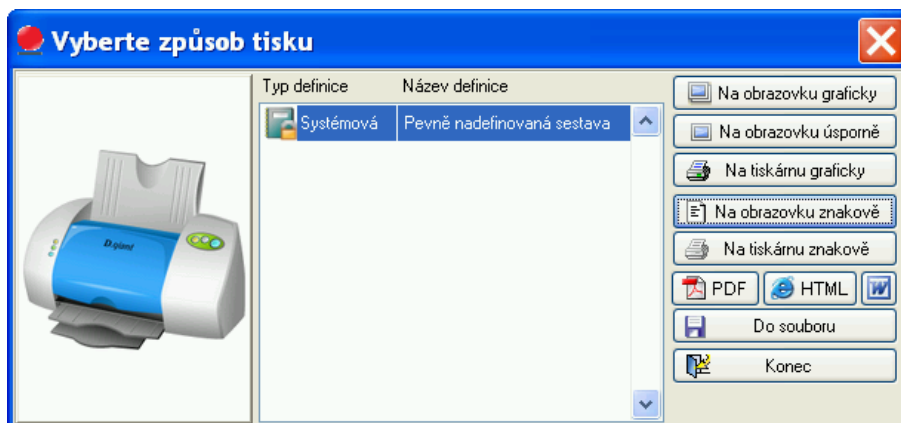 Vyberte způsob tisku
Typ definice Název definice
Systémová Pevně nadefinovaná sestava
D.giant
Na obrazovku graficky
Na obrazovku úsporně
Na tiskárnu graficky
Na obrazovku znakově
Na tiskárnu znakově
PDF HTML W
Do souboru
Konec